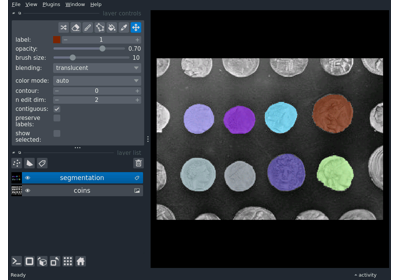 File View Plugins Window Help
layer controls
label: 1
opacity: 0.70
brush size: 10
blending: translucent
color mode: auto
contour: 0
n edit dim: 2
contiguous:
preserve
labels:
show
selected:
layer list
segmentation
coins
Ready
activity